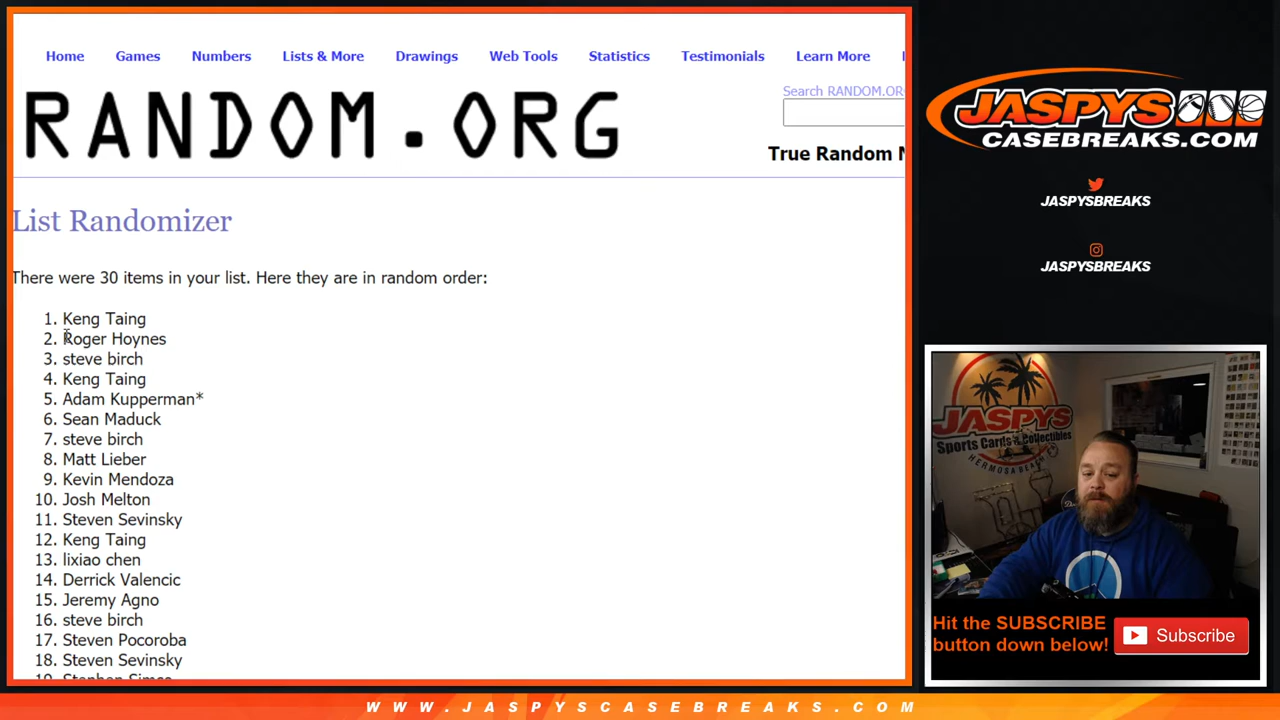 Home Games Numbers Lists & More Drawings Web Tools Statistics Testimonials Learn More
RANDOM.ORG
Search RANDOM.OR
True Random
List Randomizer
There were 30 items in your list. Here they are in random order:
1. Keng Taing
2. Roger Hoynes
3. steve birch
4. Keng Taing
5. Adam Kupperman*
6. Sean Maduck
7. steve birch
8. Matt Lieber
9. Kevin Mendoza
10. Josh Melton
11. Steven Sevinsky
12. Keng Taing
13. lixiao chen
14. Derrick Valencic
15. Jeremy Agno
16. steve birch
17. Steven Pocoroba
18. Steven Sevinsky
JASPYS
CASEBREAKS.COM
JASPYSBREAKS
JASPYSBREAKS
JASPYS
Sports Cards & Collectibles
HERMOSA BEACH
Hit the SUBSCRIBE
button down below!
Subscribe
WWW.JASPYSCASEBREAKS.COM